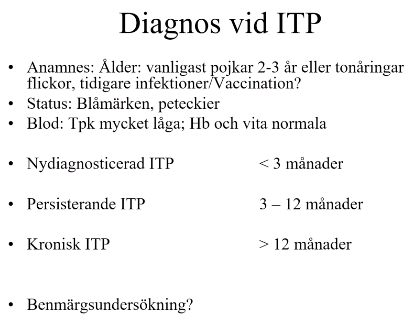 Diagnos vid ITP
• Anamnes: Ålder: vanligast pojkar 2-3 år eller tonåringar
flickor, tidigare infektioner/Vaccination?
• Status: Blåmärken, peteckier
• Blod: Tpk mycket låga; Hb och vita normala
• Nydiagnosticerad ITP < 3 månader
• Persisterande ITP 3 – 12 månader
• Kronisk ITP > 12 månader
• Benmärgsundersökning?